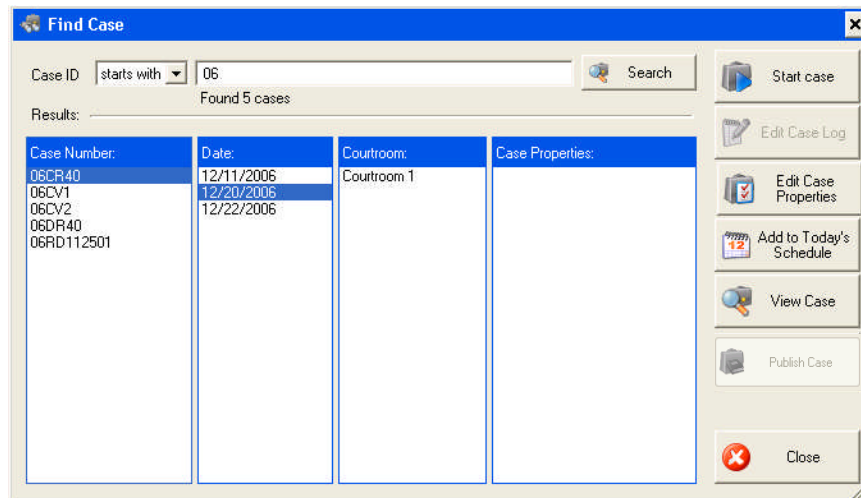 Find Case
Case ID starts with 06 Search
Found 5 cases
Results:
Case Number: Date: Courtroom: Case Properties:
06CR40 12/11/2006 Courtroom 1
06CV1 12/20/2006
06CV2 12/22/2006
06DR40
06RD112501
Start case
Edit Case Log
Edit Case
Properties
12 Add to Today's
Schedule
View Case
Publish Case
Close